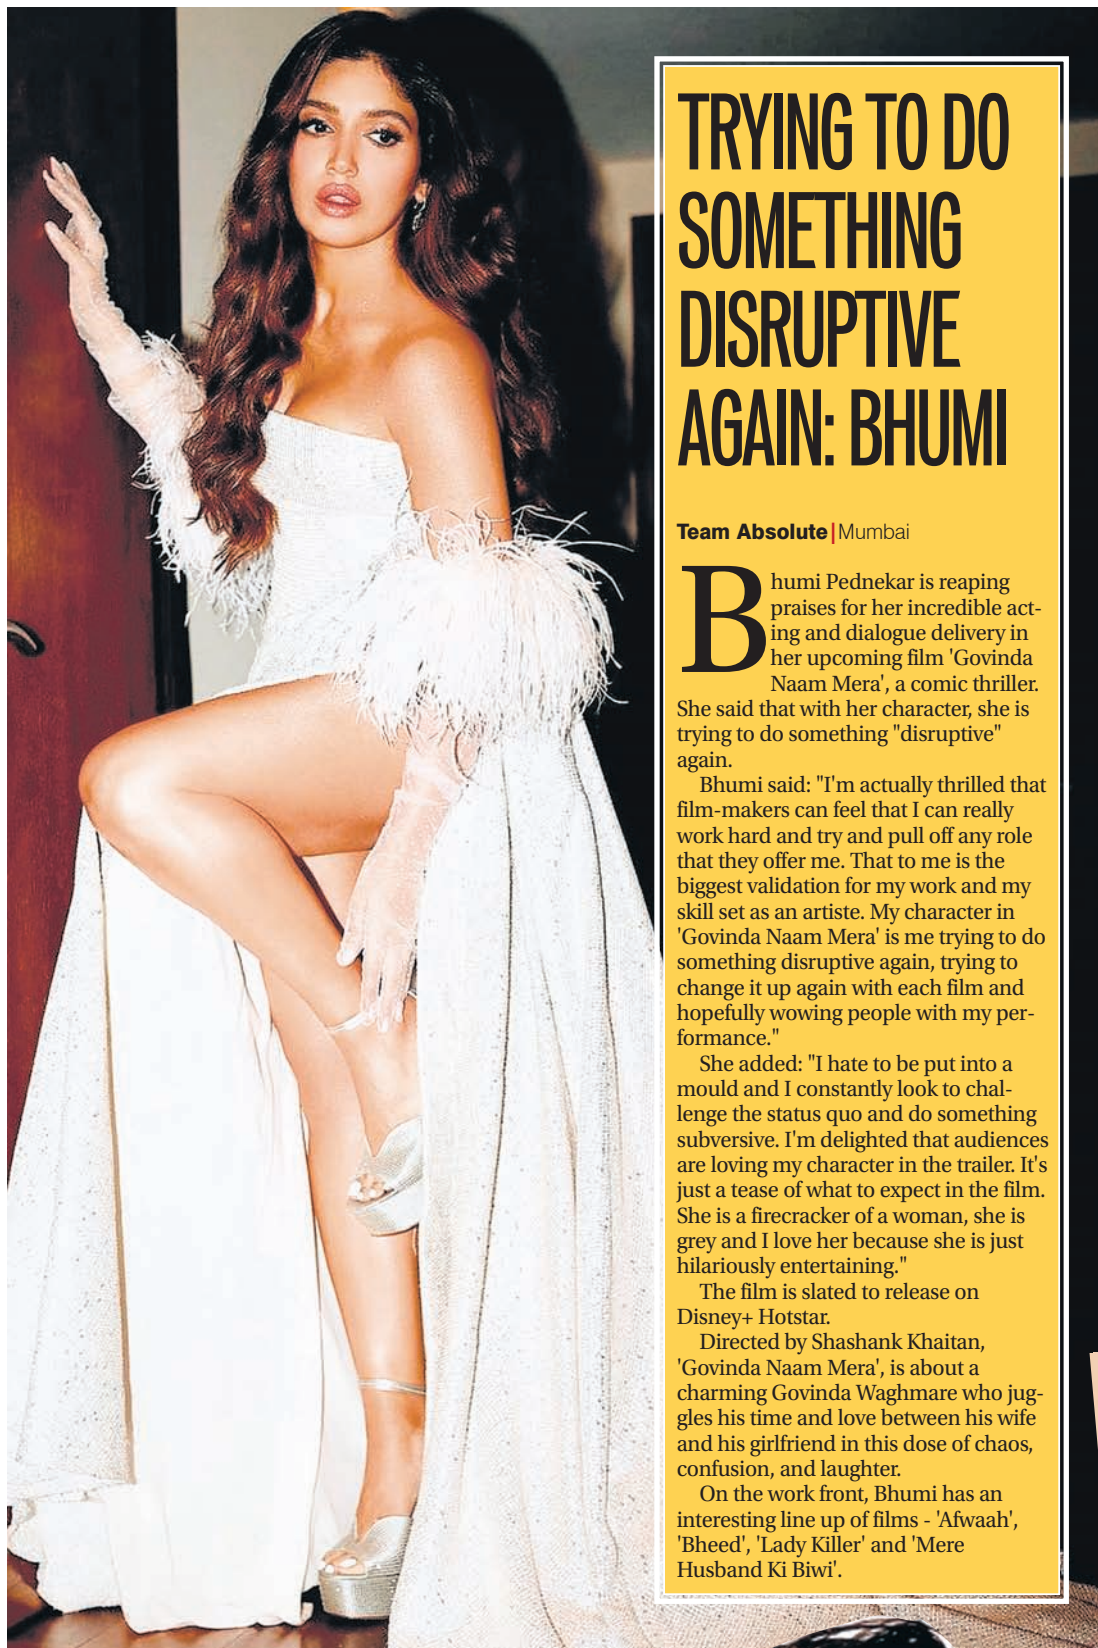 TRYING TO DO
SOMETHING
DISRUPTIVE
AGAIN: BHUMI
Team Absolute|Mumbai
Bhumi Pednekar is reaping
praises for her incredible act-
ing and dialogue delivery in
her upcoming film 'Govinda
Naam Mera', a comic thriller.
She said that with her character, she is
trying to do something "disruptive"
again.
Bhumi said: "I'm actually thrilled that
film-makers can feel that I can really
work hard and try and pull off any role
that they offer me. That to me is the
biggest validation for my work and my
skill set as an artiste. My character in
'Govinda Naam Mera' is me trying to do
something disruptive again, trying to
change it up again with each film and
hopefully wowing people with my per-
formance."
She added: "I hate to be put into a
mould and I constantly look to chal-
lenge the status quo and do something
subversive. I'm delighted that audiences
are loving my character in the trailer. It's
just a tease of what to expect in the film.
She is a firecracker of a woman, she is
grey and I love her because she is just
hilariously entertaining."
The film is slated to release on
Disney+ Hotstar.
Directed by Shashank Khaitan,
'Govinda Naam Mera', is about a
charming Govinda Waghmare who jug-
gles his time and love between his wife
and his girlfriend in this dose of chaos,
confusion, and laughter.
On the work front, Bhumi has an
interesting line up of films - 'Afwaah',
'Bheed', 'Lady Killer' and 'Mere
Husband Ki Biwi'.